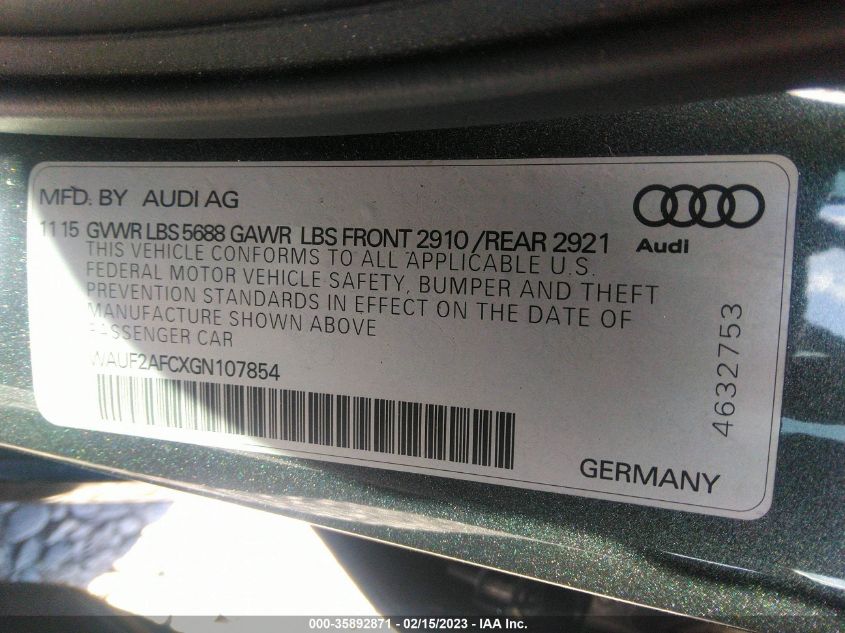 MFD. BY AUDI AG
Audi
11 15 GVWR LBS 5688 GAWR LBS FRONT 2910 / REAR 2921
THIS VEHICLE CONFORMS TO ALL APPLICABLE U.S.
FEDERAL MOTOR VEHICLE SAFETY, BUMPER AND THEFT
PREVENTION STANDARDS IN EFFECT ON THE DATE OF
MANUFACTURE SHOWN ABOVE
PASSENGER CAR
WAUF2AFCXGN107854
4632753
GERMANY
000-35892871 - 02/15/2023 - IAA Inc.